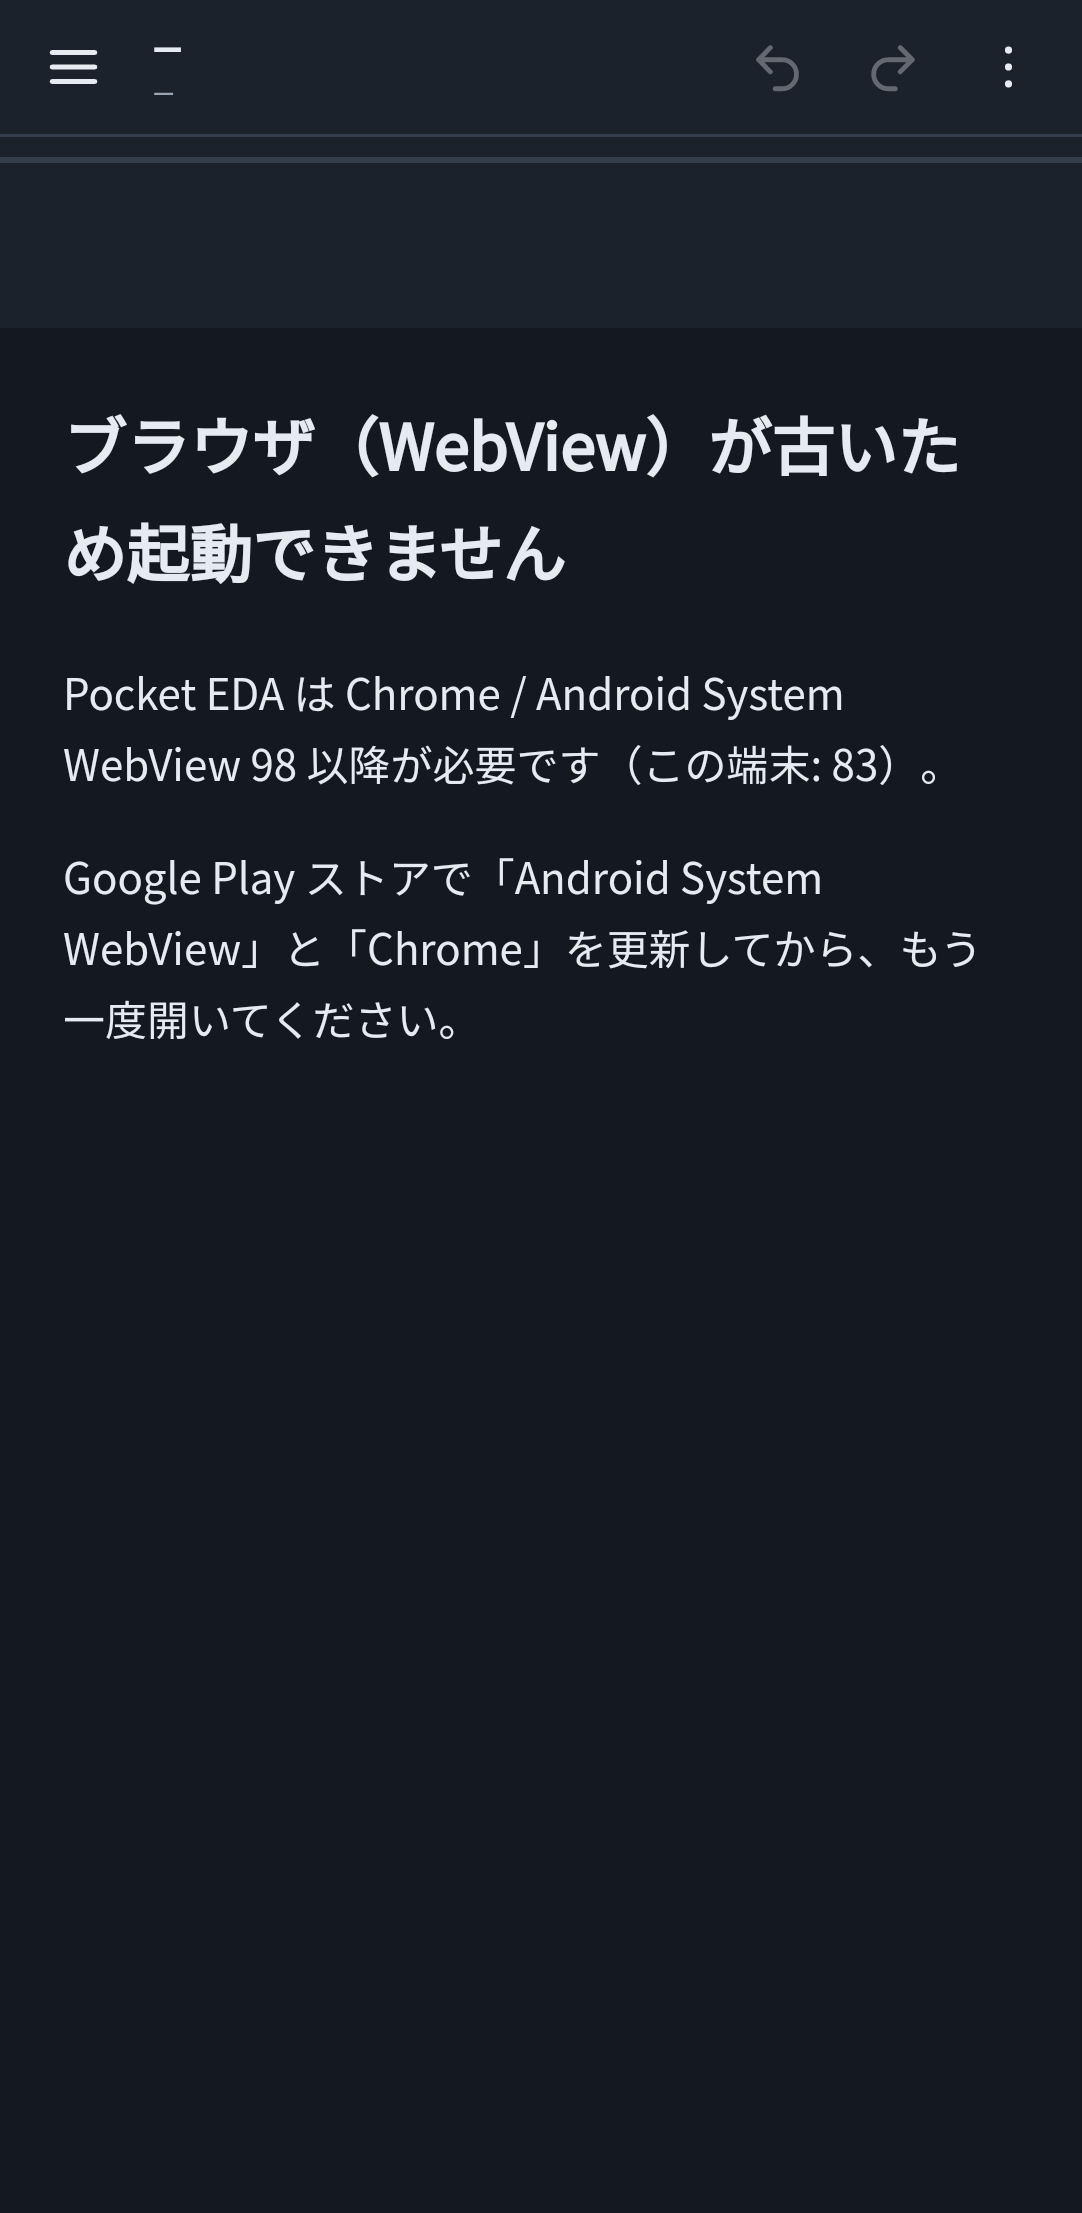 ブラウザ（WebView）が古いた
め起動できません
Pocket EDA は Chrome / Android System
WebView 98 以降が必要です（この端末: 83）。
Google Play ストアで「Android System
WebView」と「Chrome」を更新してから、もう
一度開いてください。